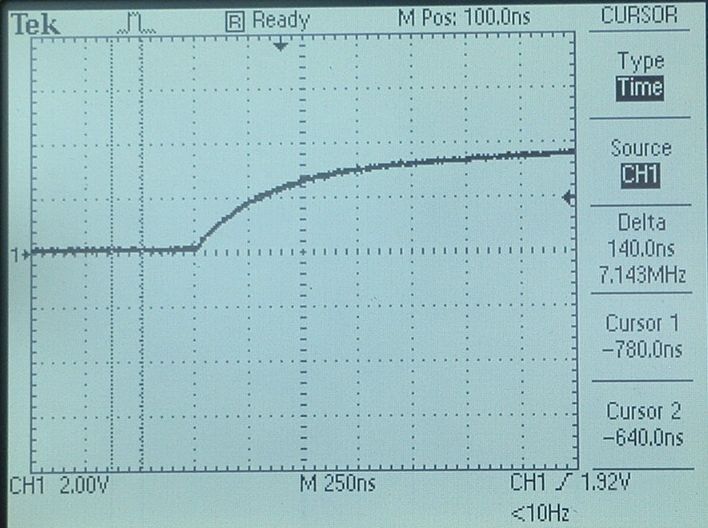 Tek
R Ready
M Pos: 100.0ns
CURSOR
Type
Time
Source
CH1
Delta
140.0ns
7.143MHz
Cursor 1
-780.0ns
Cursor 2
-640.0ns
1
CH1 2.00V
M 250ns
CH1 / 1.92V
<10Hz